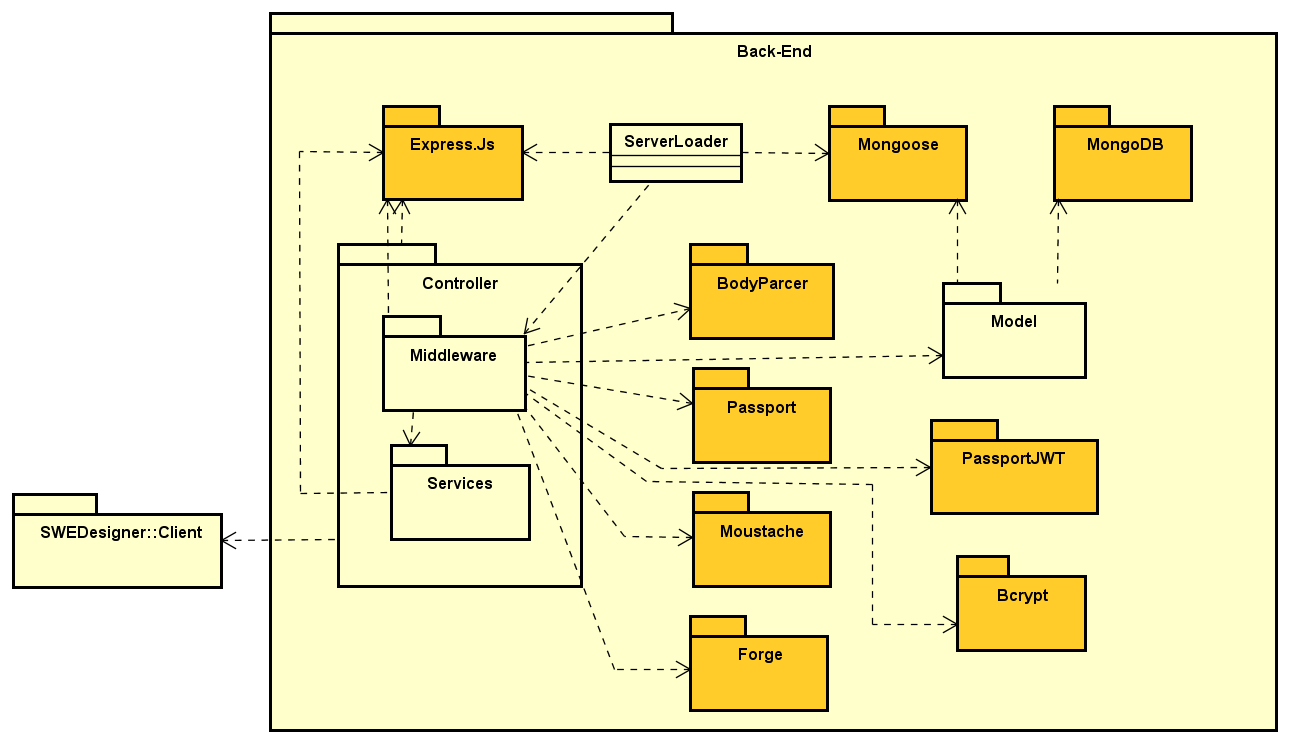 Back-End
Express.Js
ServerLoader
Mongoose
MongoDB
Controller
BodyParcer
Model
Middleware
Passport
PassportJWT
Services
SWEDesigner::Client
Moustache
Bcrypt
Forge